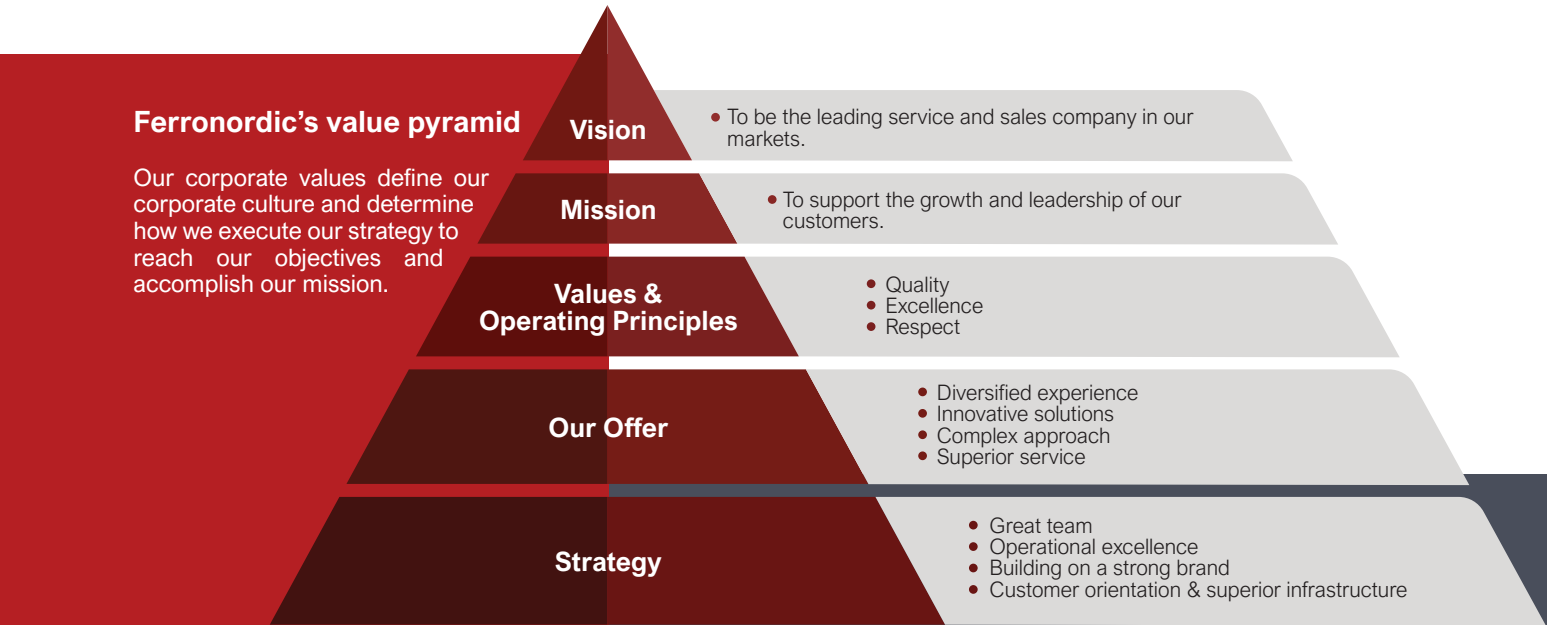 Ferronordic's value pyramid
Our corporate values define our
corporate culture and determine
how we execute our strategy to
reach our objectives and
accomplish our mission.
Vision
• To be the leading service and sales company in our
markets.
Mission
• To support the growth and leadership of our
customers.
Values &
Operating Principles
• Quality
• Excellence
• Respect
Our Offer
• Diversified experience
• Innovative solutions
• Complex approach
• Superior service
Strategy
• Great team
• Operational excellence
• Building on a strong brand
• Customer orientation & superior infrastructure